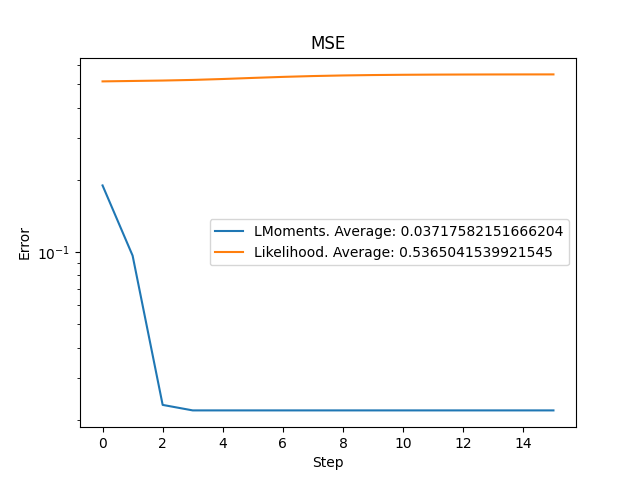 MSE
Error
10⁻¹
LMoments. Average: 0.03717582151666204
Likelihood. Average: 0.5365041539921545
0 2 4 6 8 10 12 14
Step